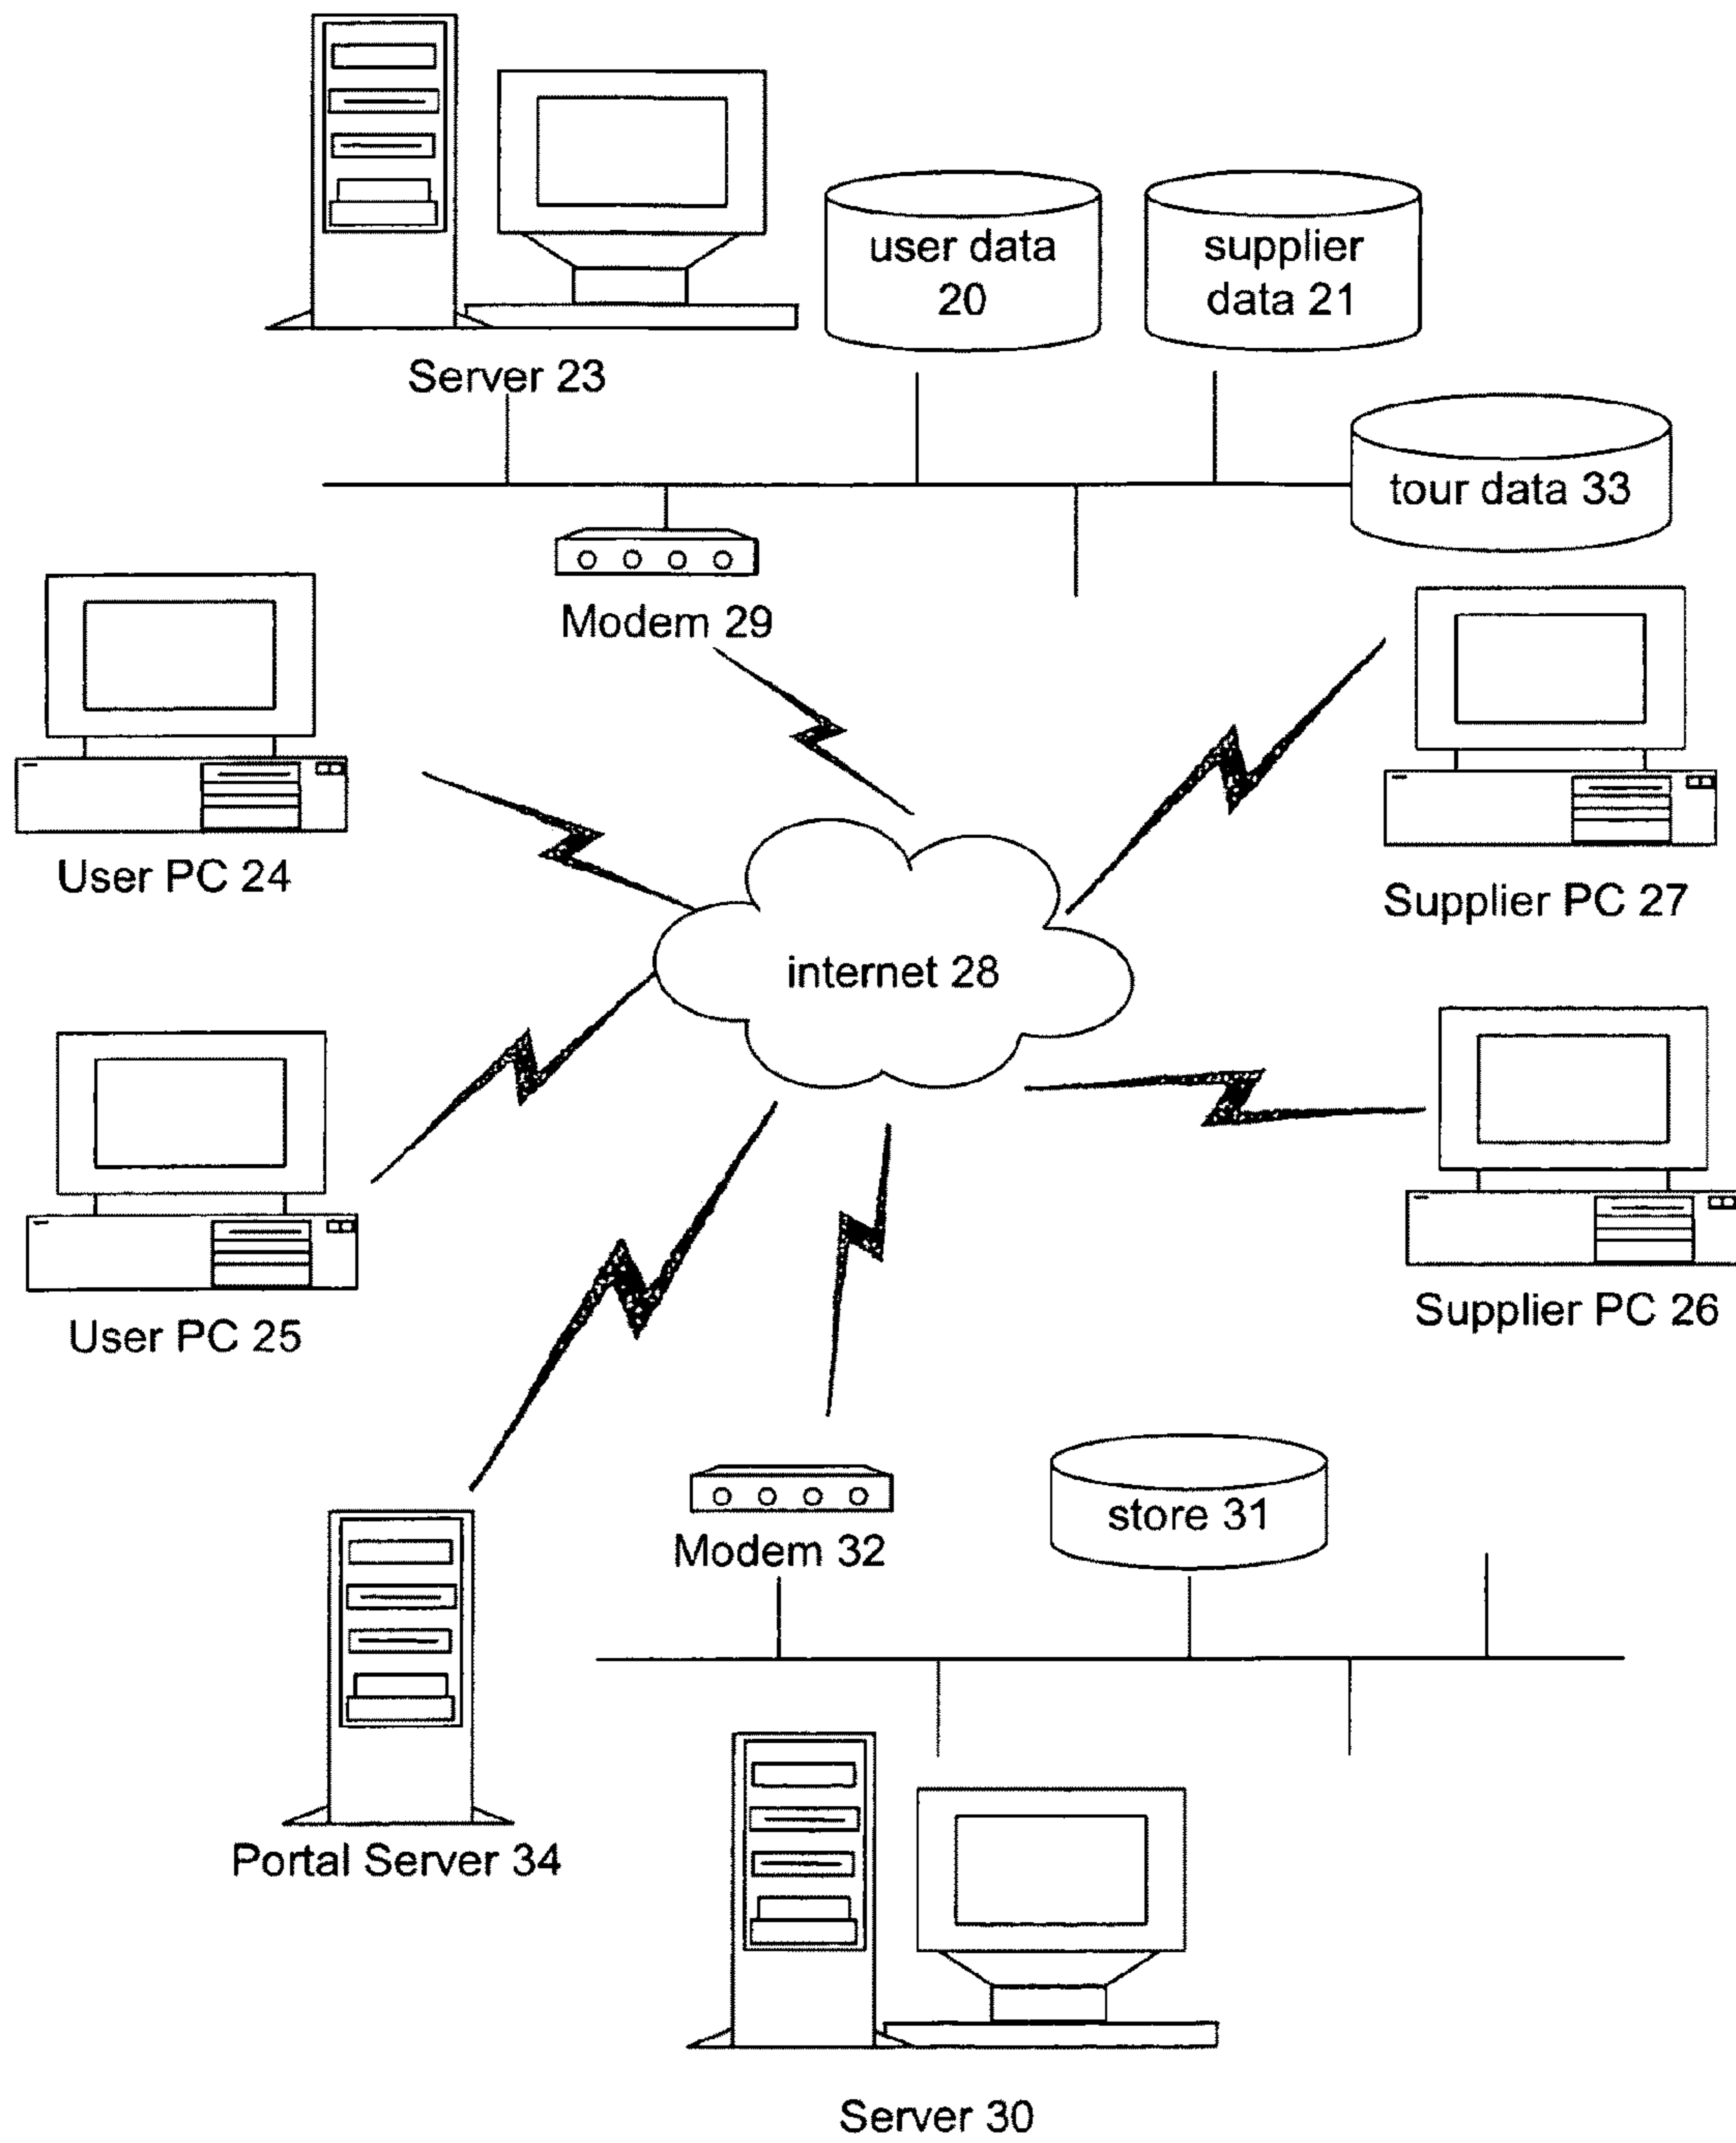 user data
20
supplier
data 21
Server 23
tour data 33
Modem 29
User PC 24
Supplier PC 27
internet 28
User PC 25
Supplier PC 26
Modem 32
store 31
Portal Server 34
Server 30